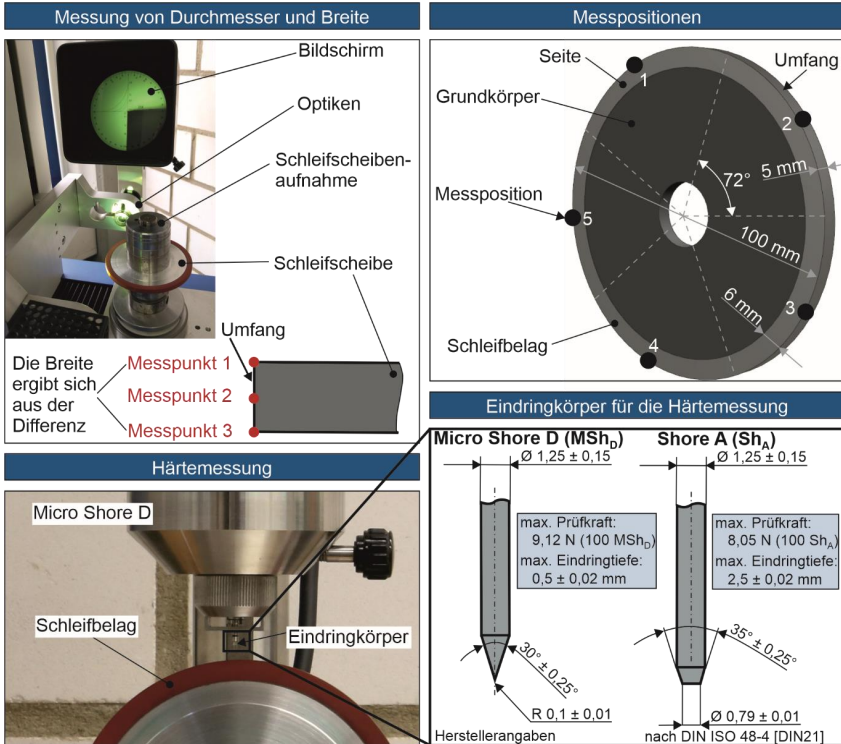 Messung von Durchmesser und Breite
Bildschirm
Optiken
Schleifscheiben-
aufnahme
Schleifscheibe
Umfang
Die Breite
ergibt sich
aus der
Differenz
Messpunkt 1
Messpunkt 2
Messpunkt 3
Messpositionen
Seite
Umfang
Grundkörper
Messposition
Schleifbelag
1
2
3
4
5
72°
5 mm
100 mm
6 mm
Härtemessung
Micro Shore D
Schleifbelag
Eindringkörper
Eindringkörper für die Härtemessung
Micro Shore D (MSh_D)
Ø 1,25 ± 0,15
max. Prüfkraft:
9,12 N (100 MSh_D)
max. Eindringtiefe:
0,5 ± 0,02 mm
30° ± 0,25°
R 0,1 ± 0,01
Herstellerangaben
Shore A (Sh_A)
Ø 1,25 ± 0,15
max. Prüfkraft:
8,05 N (100 Sh_A)
max. Eindringtiefe:
2,5 ± 0,02 mm
35° ± 0,25°
Ø 0,79 ± 0,01
nach DIN ISO 48-4 [DIN21]